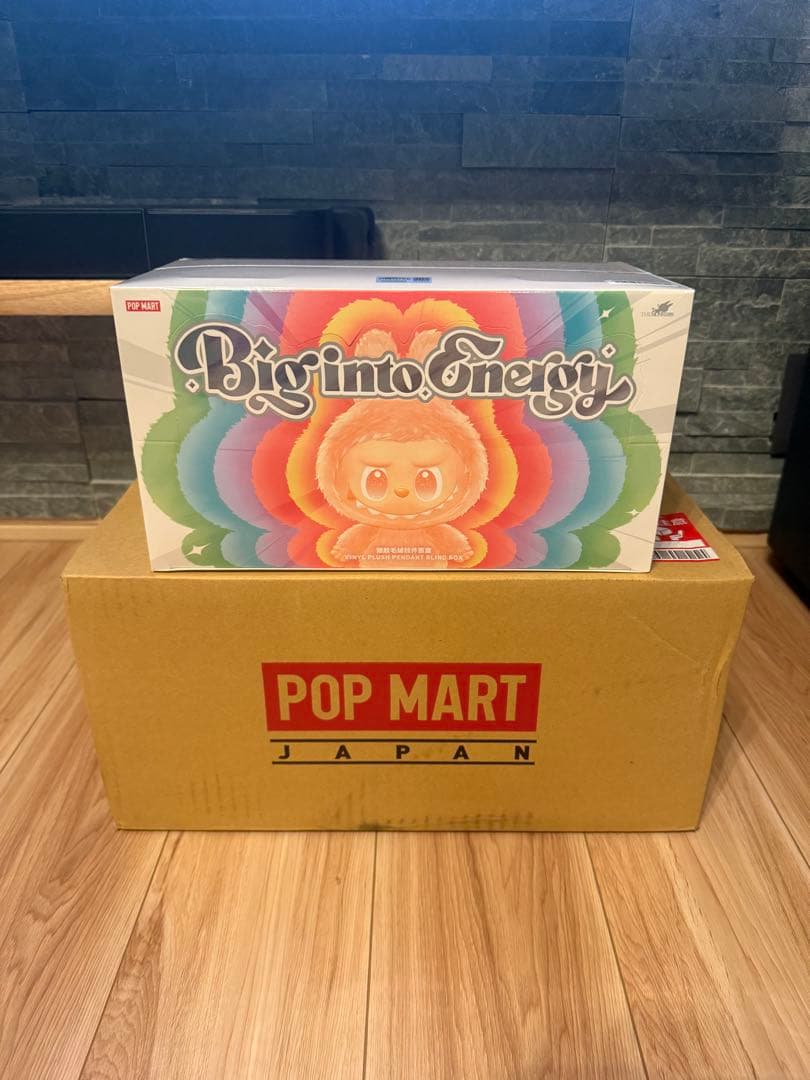 POP MART
Big into Energy
搪胶毛绒挂件盲盒
VINYL PLUSH PENDANT BLIND BOX
POP MART
JAPAN